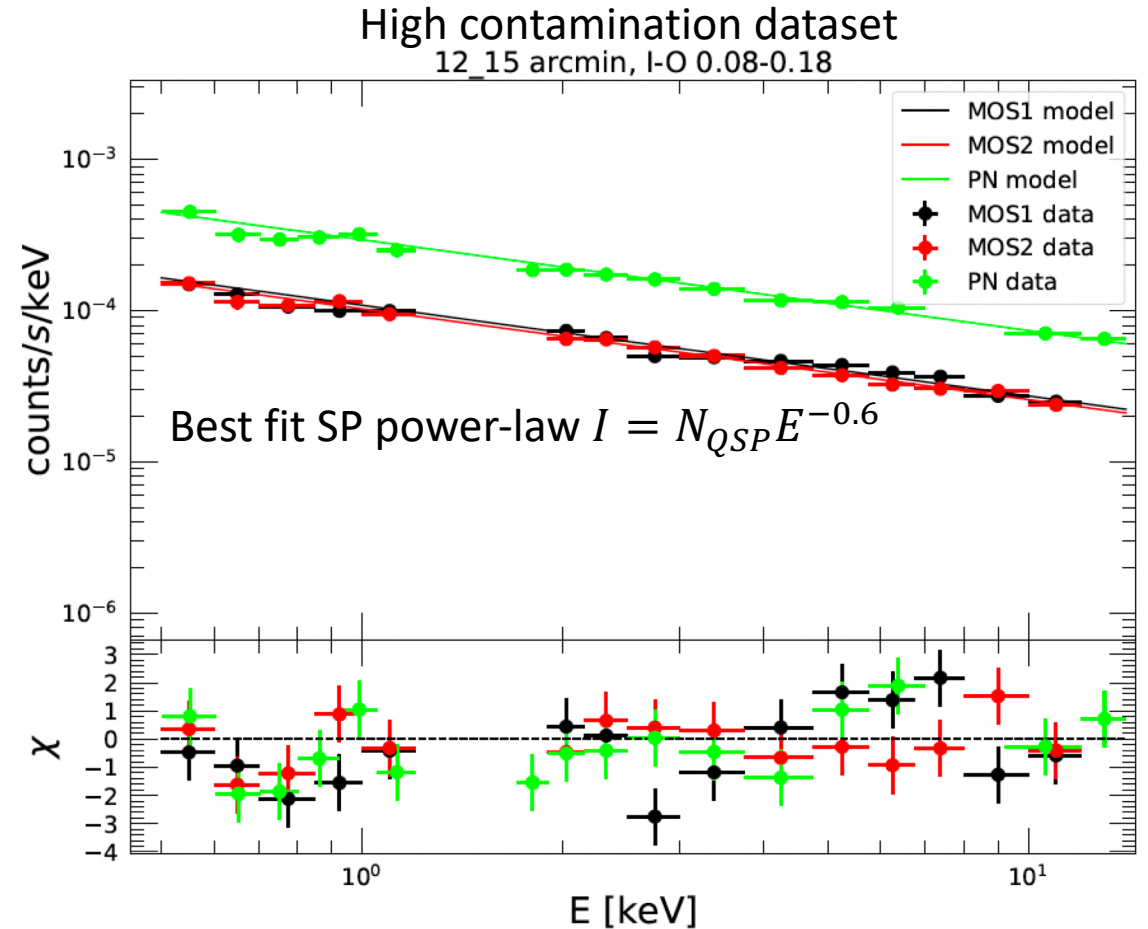 High contamination dataset
12_15 arcmin, I-O 0.08-0.18
MOS1 model
MOS2 model
PN model
MOS1 data
MOS2 data
PN data
counts/s/keV
10⁻³
10⁻⁴
10⁻⁵
10⁻⁶
Best fit SP power-law I = N_{QSP}E^{−0.6}
χ
3
2
1
0
−1
−2
−3
−4
10⁰
10¹
E [keV]